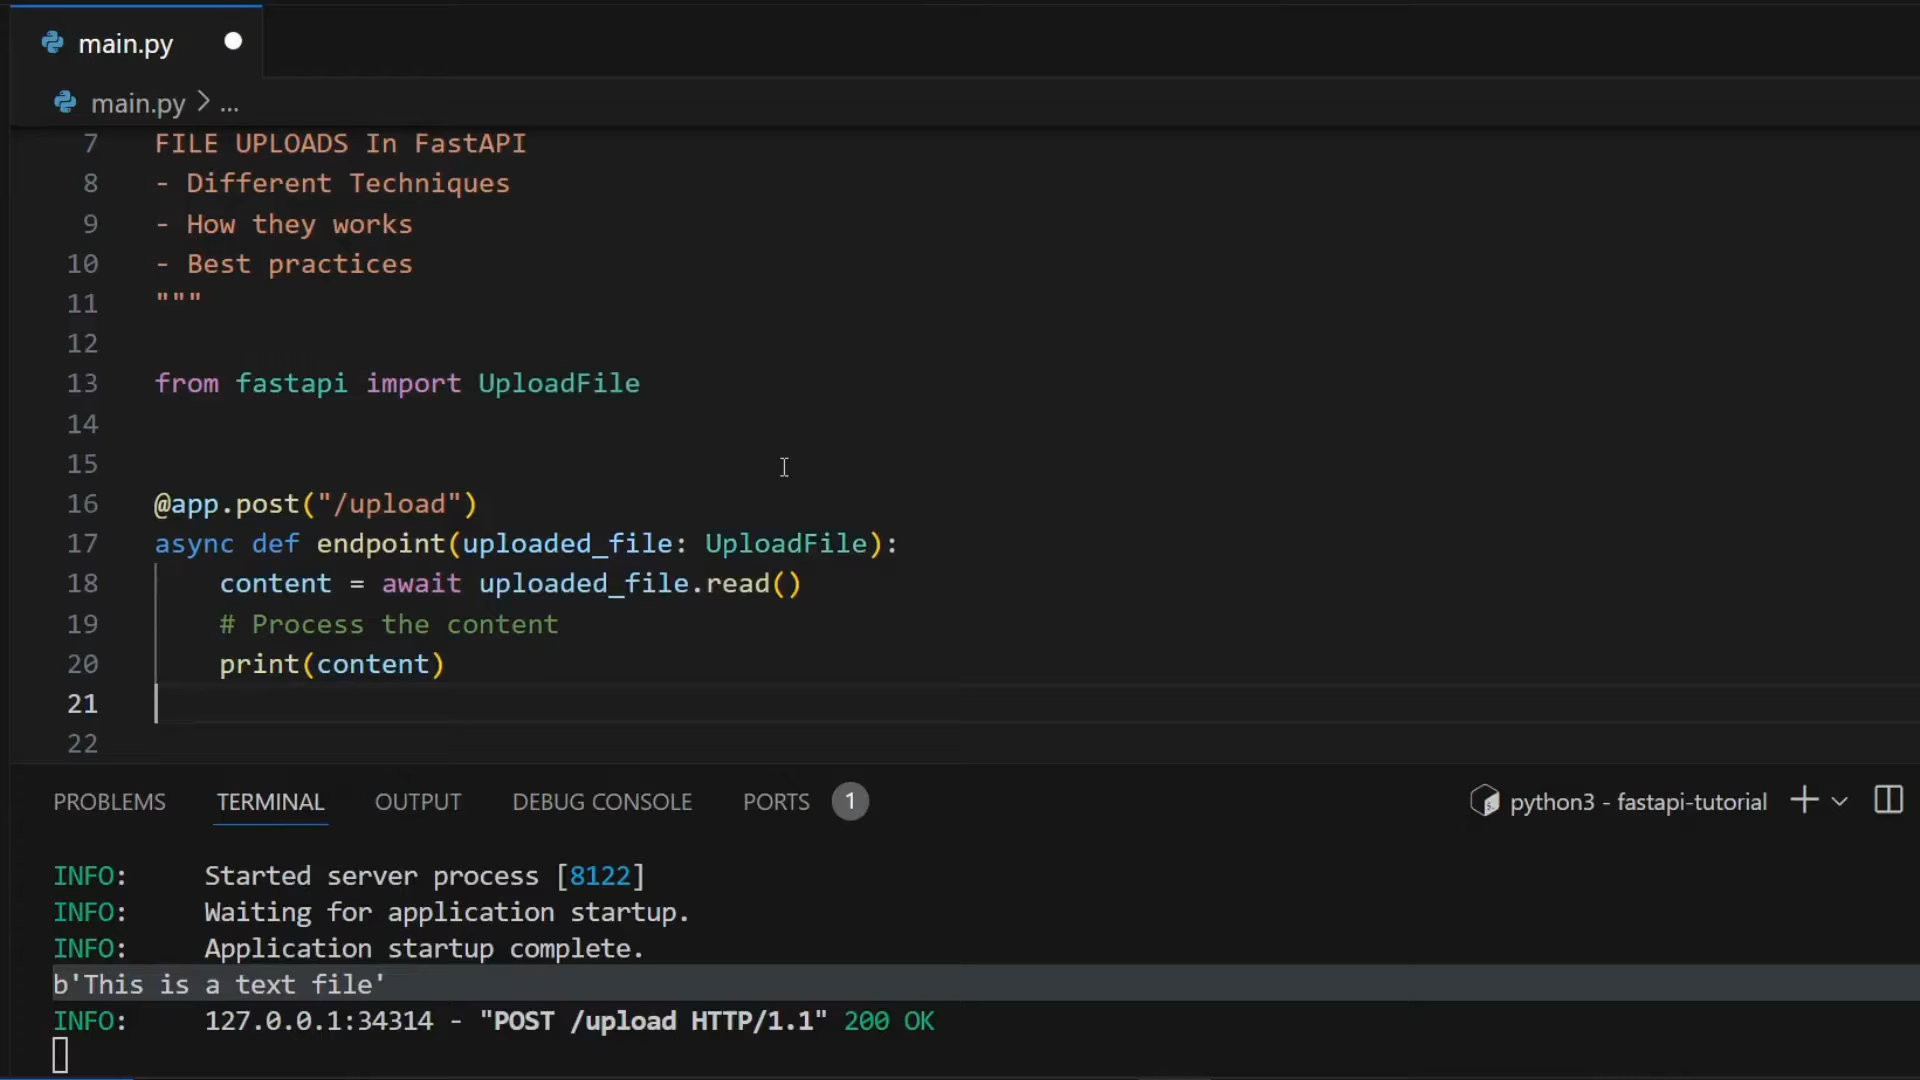 main.py
main.py > ...
7 FILE UPLOADS In FastAPI
8 - Different Techniques
9 - How they works
10 - Best practices
11 """
12
13 from fastapi import UploadFile
14
15
16 @app.post("/upload")
17 async def endpoint(uploaded_file: UploadFile):
18     content = await uploaded_file.read()
19     # Process the content
20     print(content)
21
22
PROBLEMS TERMINAL OUTPUT DEBUG CONSOLE PORTS 1 python3 - fastapi-tutorial
INFO:     Started server process [8122]
INFO:     Waiting for application startup.
INFO:     Application startup complete.
b'This is a text file'
INFO:     127.0.0.1:34314 - "POST /upload HTTP/1.1" 200 OK